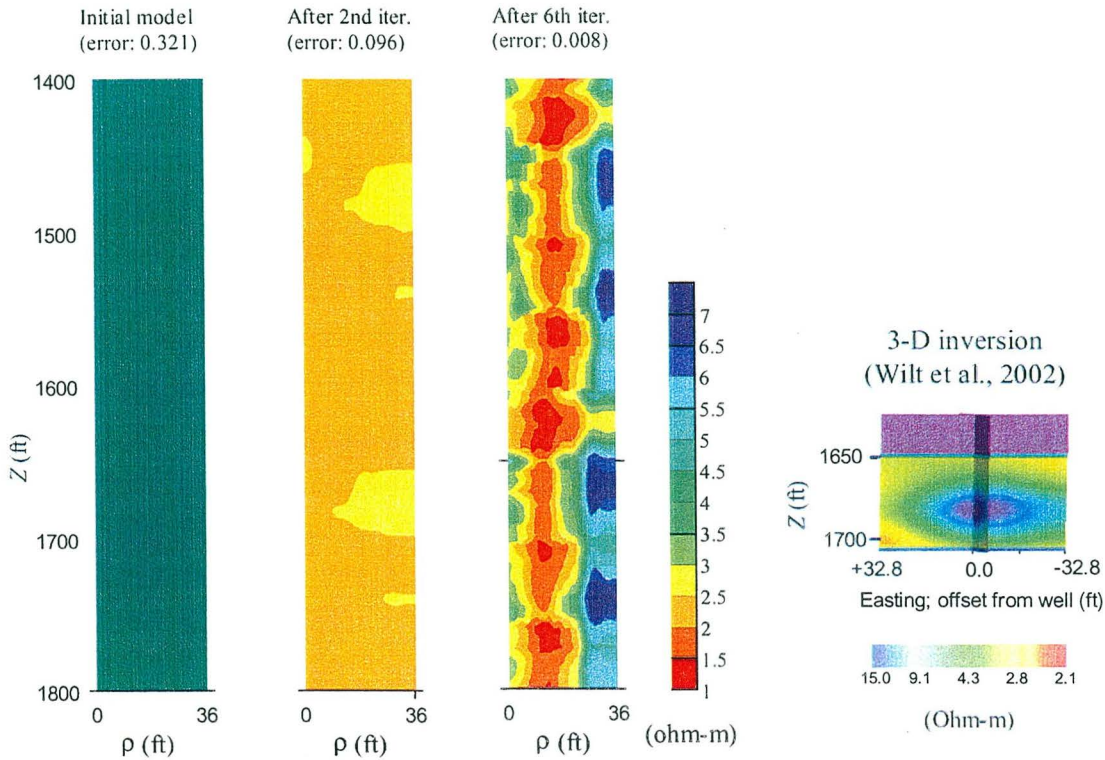 Initial model
(error: 0.321)
After 2nd iter.
(error: 0.096)
After 6th iter.
(error: 0.008)
1400
1500
1600
1700
1800
Z (ft)
0 36
ρ (ft)
0 36
ρ (ft)
0 36
ρ (ft)
7
6.5
6
5.5
5
4.5
4
3.5
3
2.5
2
1.5
1
(ohm-m)
3-D inversion
(Wilt et al., 2002)
1650
1700
Z (ft)
+32.8 0.0 -32.8
Easting; offset from well (ft)
15.0 9.1 4.3 2.8 2.1
(Ohm-m)